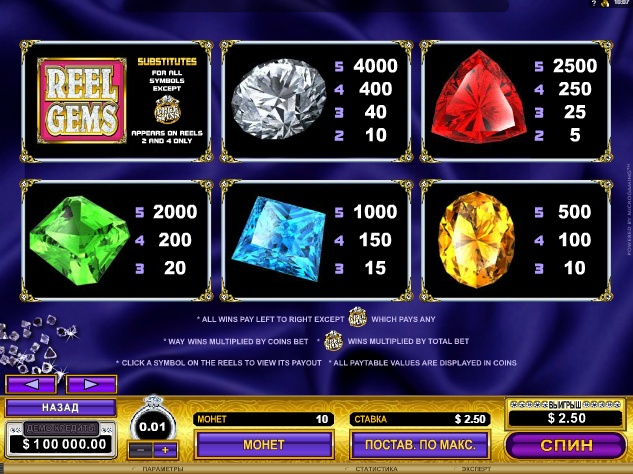 ? 10:07
REEL
GEMS
SUBSTITUTES
FOR ALL
SYMBOLS
EXCEPT
FREE
SPINS
APPEARS ON REELS
2 AND 4 ONLY
5 4000
4 400
3 40
2 10
5 2500
4 250
3 25
2 5
5 2000
4 200
3 20
5 1000
4 150
3 15
5 500
4 100
3 10
POWERED BY MICROGAMING™
* ALL WINS PAY LEFT TO RIGHT EXCEPT FREE SPINS WHICH PAYS ANY
* WAY WINS MULTIPLIED BY COINS BET * FREE SPINS WINS MULTIPLIED BY TOTAL BET
* CLICK A SYMBOL ON THE REELS TO VIEW ITS PAYOUT * ALL PAYTABLE VALUES ARE DISPLAYED IN COINS
НАЗАД
ДЕМО КРЕДИТЫ
$ 100 000.00
0.01
- +
МОНЕТ 10
МОНЕТ
СТАВКА $ 2.50
ПОСТАВ. ПО МАКС.
ВЫИГРЫШ
$ 2.50
СПИН
ПАРАМЕТРЫ СТАТИСТИКА ЭКСПЕРТ